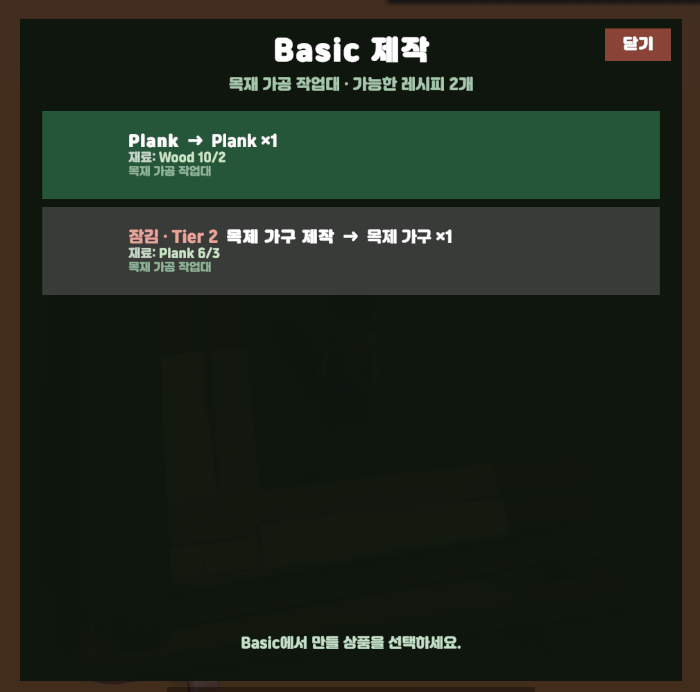 Basic 제작
닫기
목재 가공 작업대 · 가능한 레시피 2개
Plank → Plank ×1
재료: Wood 10/2
목재 가공 작업대
잠김 · Tier 2 목제 가구 제작 → 목제 가구 ×1
재료: Plank 6/3
목재 가공 작업대
Basic에서 만들 상품을 선택하세요.